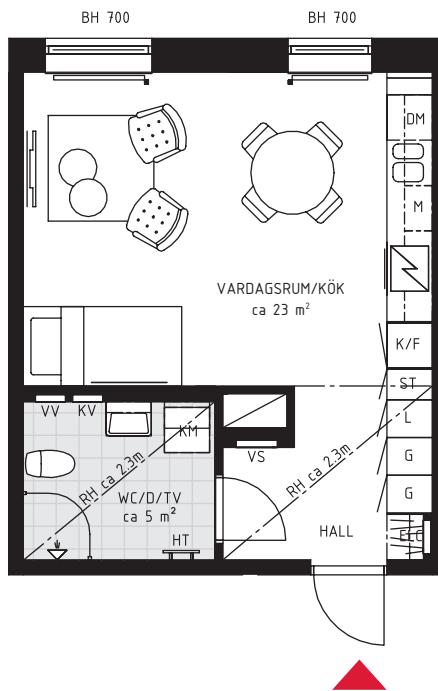 BH 700
BH 700
DM
M
VARDAGSRUM/KÖK
ca 23 m²
K/F
ST
VV
KV
KM
L
VS
RH ca 2.3m
RH ca 2.3m
G
WC/D/TV
ca 5 m²
G
HT
HALL
ELC